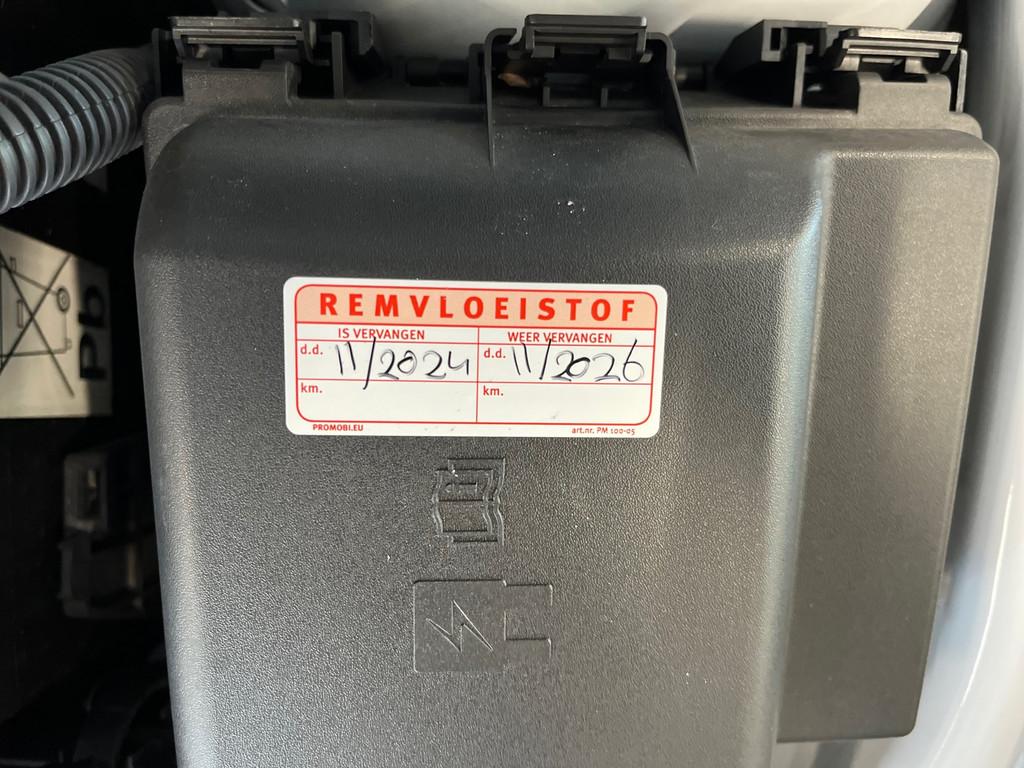 REMVLOEISTOF
IS VERVANGEN WEER VERVANGEN
d.d. 11/2024 d.d. 11/2026
km. km.
PROMOBI.EU art.nr. PM 100-05
Pb